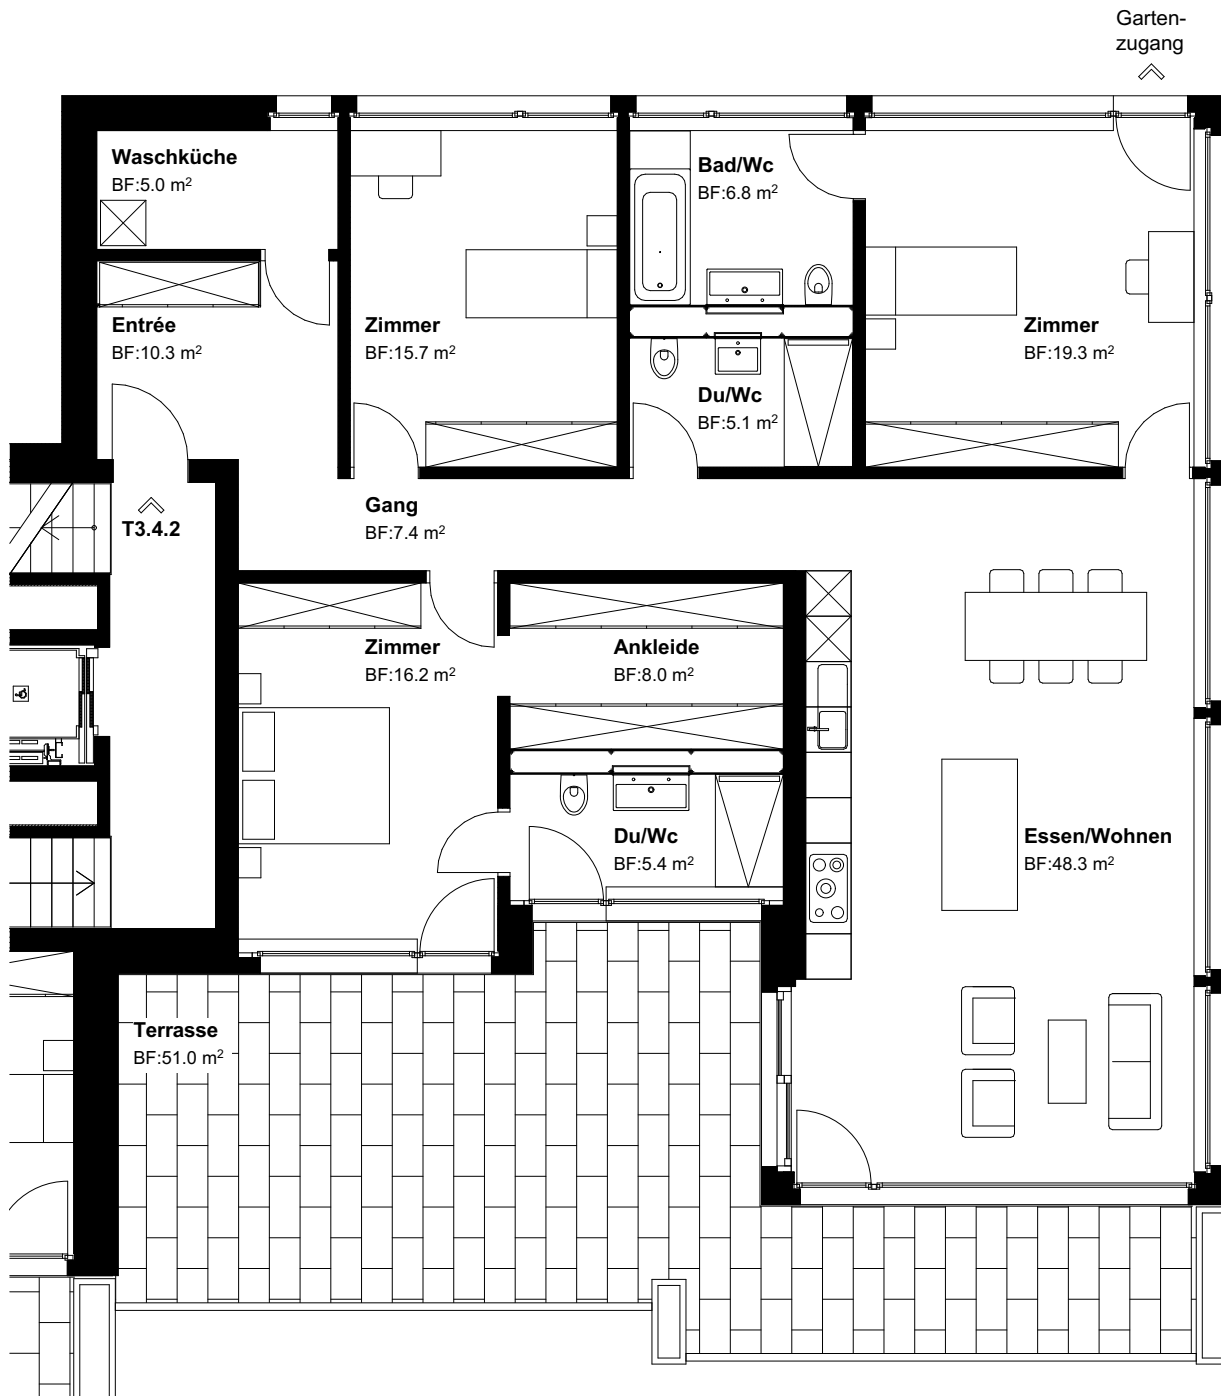 Garten-
zugang
Waschküche
BF:5.0 m²
Bad/Wc
BF:6.8 m²
Entrée
BF:10.3 m²
Zimmer
BF:15.7 m²
Zimmer
BF:19.3 m²
Du/Wc
BF:5.1 m²
Gang
BF:7.4 m²
T3.4.2
Zimmer
BF:16.2 m²
Ankleide
BF:8.0 m²
Du/Wc
BF:5.4 m²
Essen/Wohnen
BF:48.3 m²
Terrasse
BF:51.0 m²